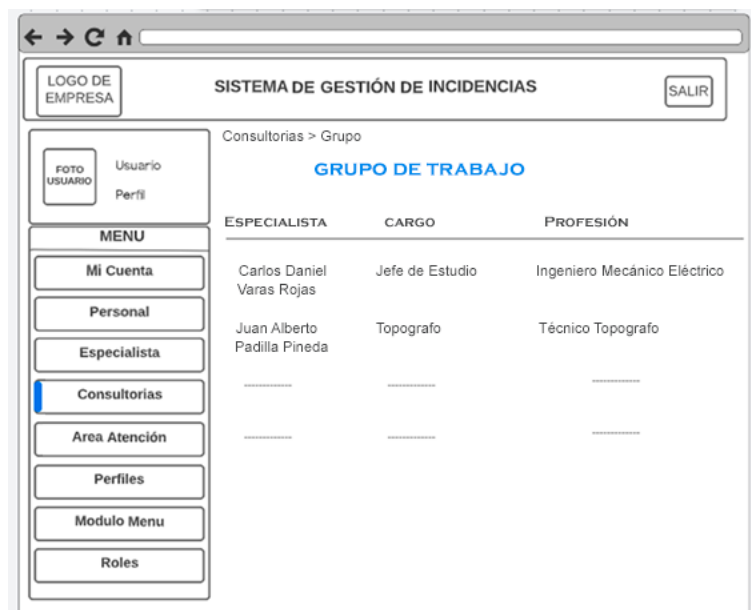 LOGO DE
EMPRESA
SISTEMA DE GESTIÓN DE INCIDENCIAS
SALIR
FOTO
USUARIO
Usuario
Perfil
MENU
Mi Cuenta
Personal
Especialista
Consultorias
Area Atención
Perfiles
Modulo Menu
Roles
Consultorias > Grupo
GRUPO DE TRABAJO
ESPECIALISTA CARGO PROFESIÓN
Carlos Daniel Jefe de Estudio Ingeniero Mecánico Eléctrico
Varas Rojas
Juan Alberto Topografo Técnico Topografo
Padilla Pineda
------------- ------------- -------------
------------- ------------- -------------